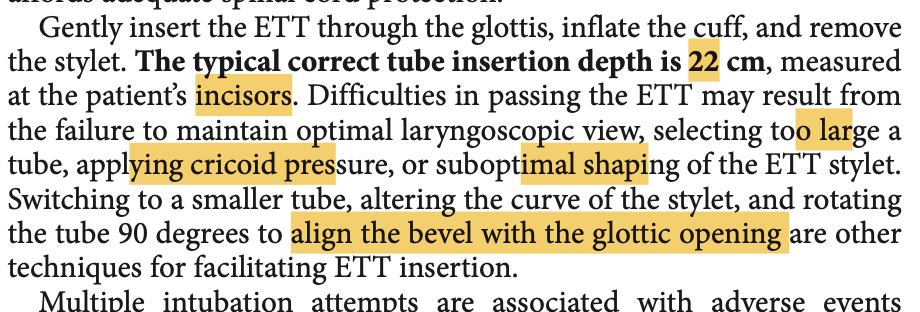 affords adequate spinal cord protection.
Gently insert the ETT through the glottis, inflate the cuff, and remove
the stylet. The typical correct tube insertion depth is 22 cm, measured
at the patient’s incisors. Difficulties in passing the ETT may result from
the failure to maintain optimal laryngoscopic view, selecting too large a
tube, applying cricoid pressure, or suboptimal shaping of the ETT stylet.
Switching to a smaller tube, altering the curve of the stylet, and rotating
the tube 90 degrees to align the bevel with the glottic opening are other
techniques for facilitating ETT insertion.
Multiple intubation attempts are associated with adverse events